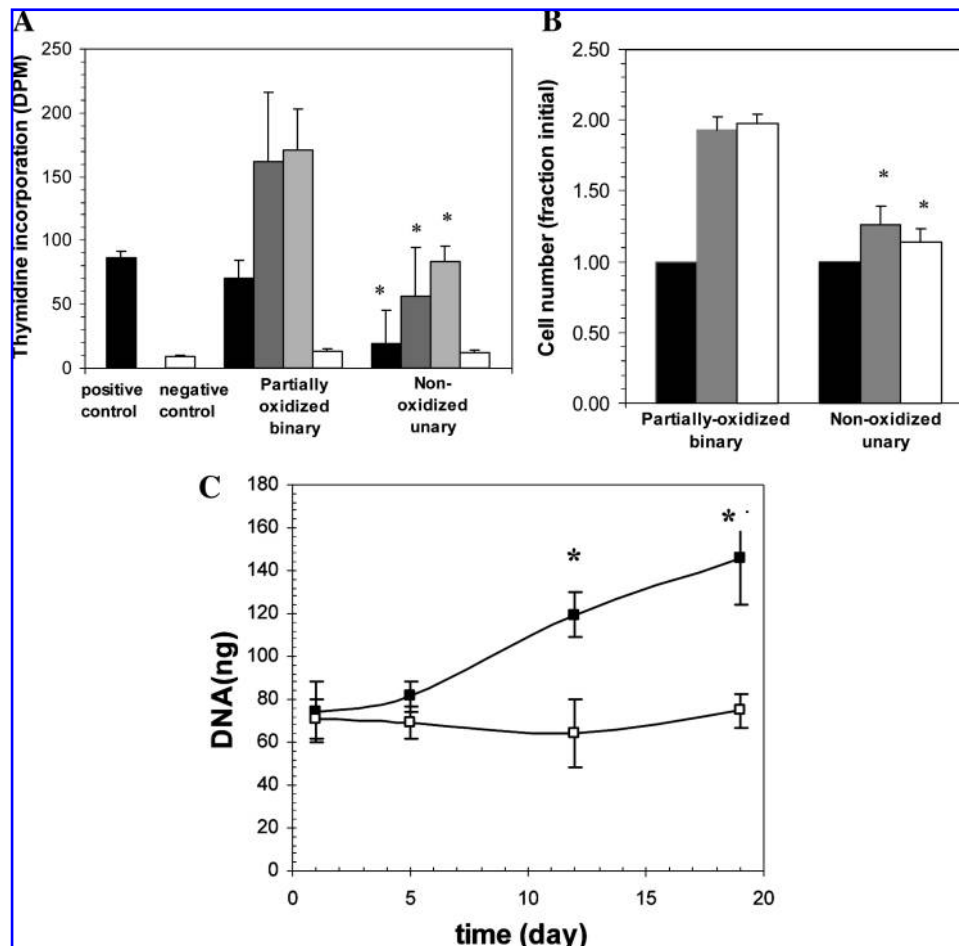 A
Thymidine incorporation (DPM)
250
200
150
100
50
0
* * *
positive
control
negative
control
Partially
oxidized
binary
Non-
oxidized
unary
B
Cell number (fraction initial)
2.50
2.00
1.50
1.00
0.50
0.00
* *
Partially-oxidized
binary
Non-oxidized
unary
C
DNA(ng)
180
160
140
120
100
80
60
40
20
0
* *
0 5 10 15 20
time (day)